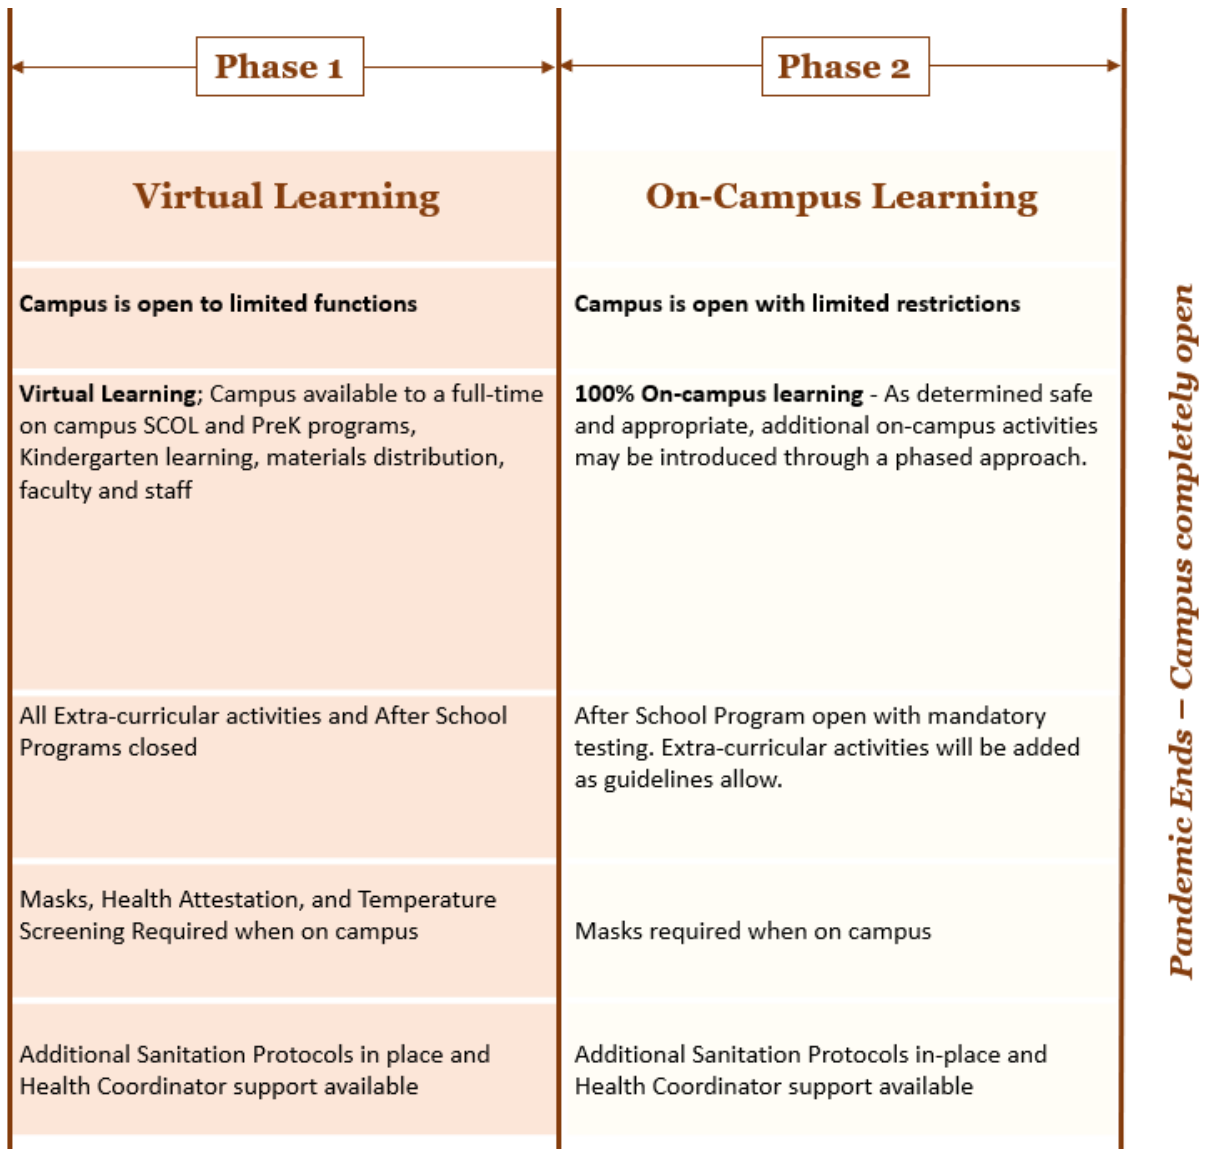 Phase 1
Phase 2
Virtual Learning
On-Campus Learning
Campus is open to limited functions
Campus is open with limited restrictions
Virtual Learning; Campus available to a full-time
on campus SCOL and PreK programs,
Kindergarten learning, materials distribution,
faculty and staff
100% On-campus learning - As determined safe
and appropriate, additional on-campus activities
may be introduced through a phased approach.
All Extra-curricular activities and After School
Programs closed
After School Program open with mandatory
testing. Extra-curricular activities will be added
as guidelines allow.
Masks, Health Attestation, and Temperature
Screening Required when on campus
Masks required when on campus
Additional Sanitation Protocols in place and
Health Coordinator support available
Additional Sanitation Protocols in-place and
Health Coordinator support available
Pandemic Ends – Campus completely open